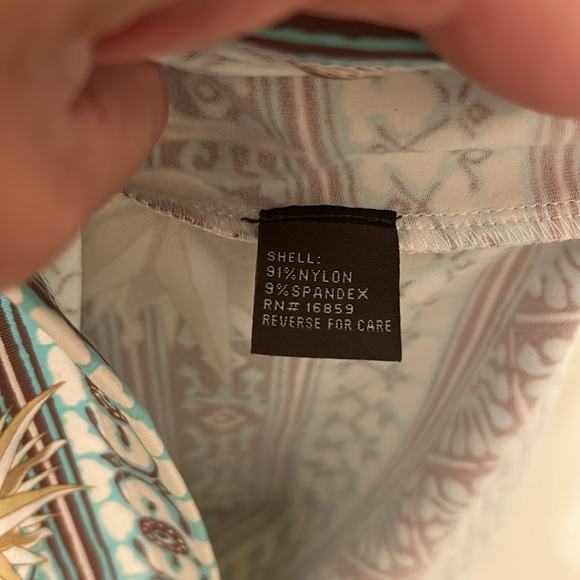 SHELL:
91%NYLON
9%SPANDEX
RN# 16859
REVERSE FOR CARE